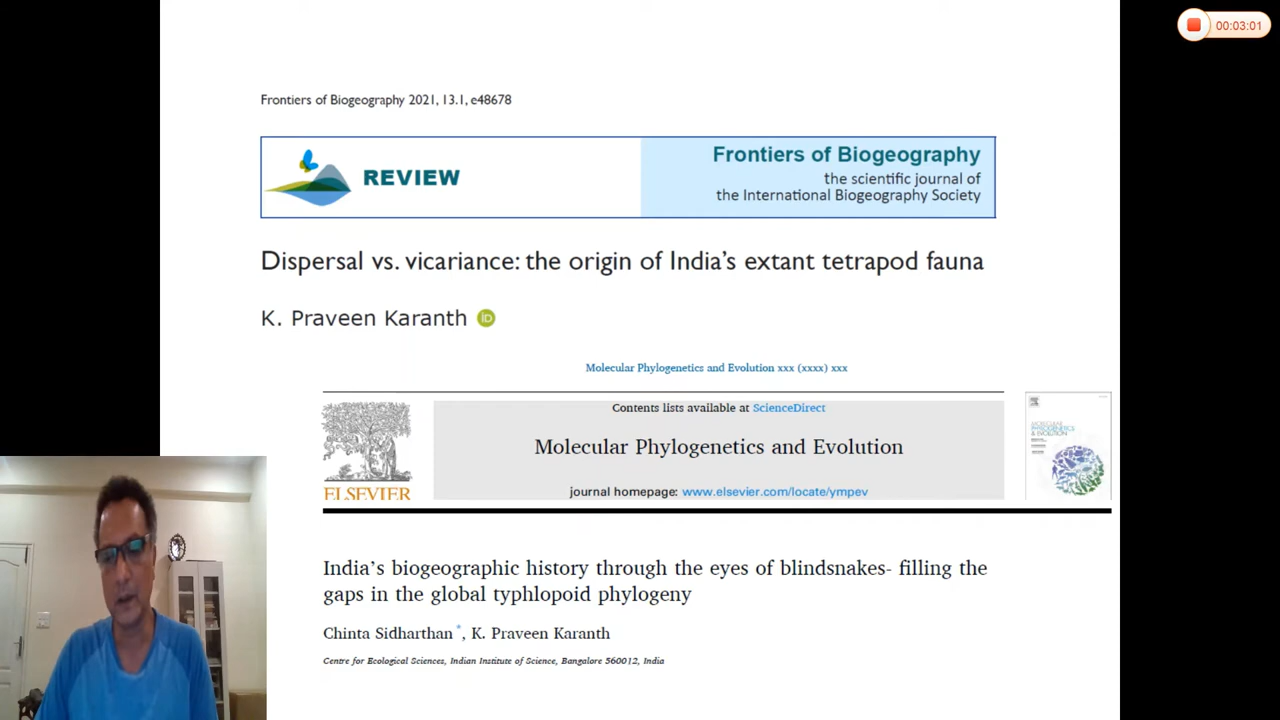 00:03:01
Frontiers of Biogeography 2021, 13.1, e48678
REVIEW
Frontiers of Biogeography
the scientific journal of
the International Biogeography Society
Dispersal vs. vicariance: the origin of India's extant tetrapod fauna
K. Praveen Karanth iD
Molecular Phylogenetics and Evolution xxx (xxxx) xxx
Contents lists available at ScienceDirect
Molecular Phylogenetics and Evolution
journal homepage: www.elsevier.com/locate/ympev
ELSEVIER
MOLECULAR
PHYLOGENETICS
& EVOLUTION
India's biogeographic history through the eyes of blindsnakes- filling the
gaps in the global typhlopoid phylogeny
Chinta Sidharthan *, K. Praveen Karanth
Centre for Ecological Sciences, Indian Institute of Science, Bangalore 560012, India